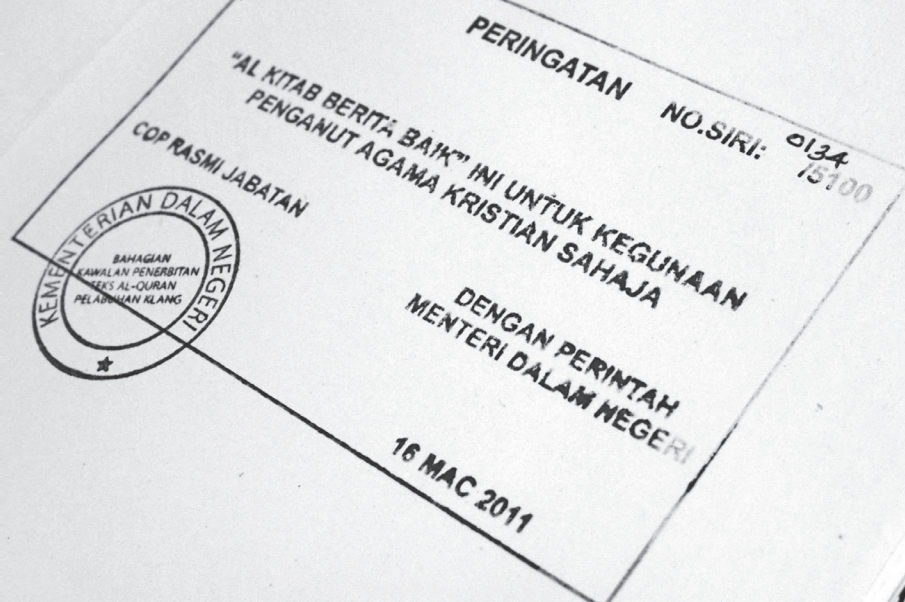 PERINGATAN NO.SIRI: 0134
/5100
"AL KITAB BERITA BAIK" INI UNTUK KEGUNAAN
PENGANUT AGAMA KRISTIAN SAHAJA
COP RASMI JABATAN
KEMENTERIAN DALAM NEGERI
BAHAGIAN
KAWALAN PENERBITAN
TEKS AL-QURAN
PELABUHAN KLANG
DENGAN PERINTAH
MENTERI DALAM NEGERI
16 MAC 2011